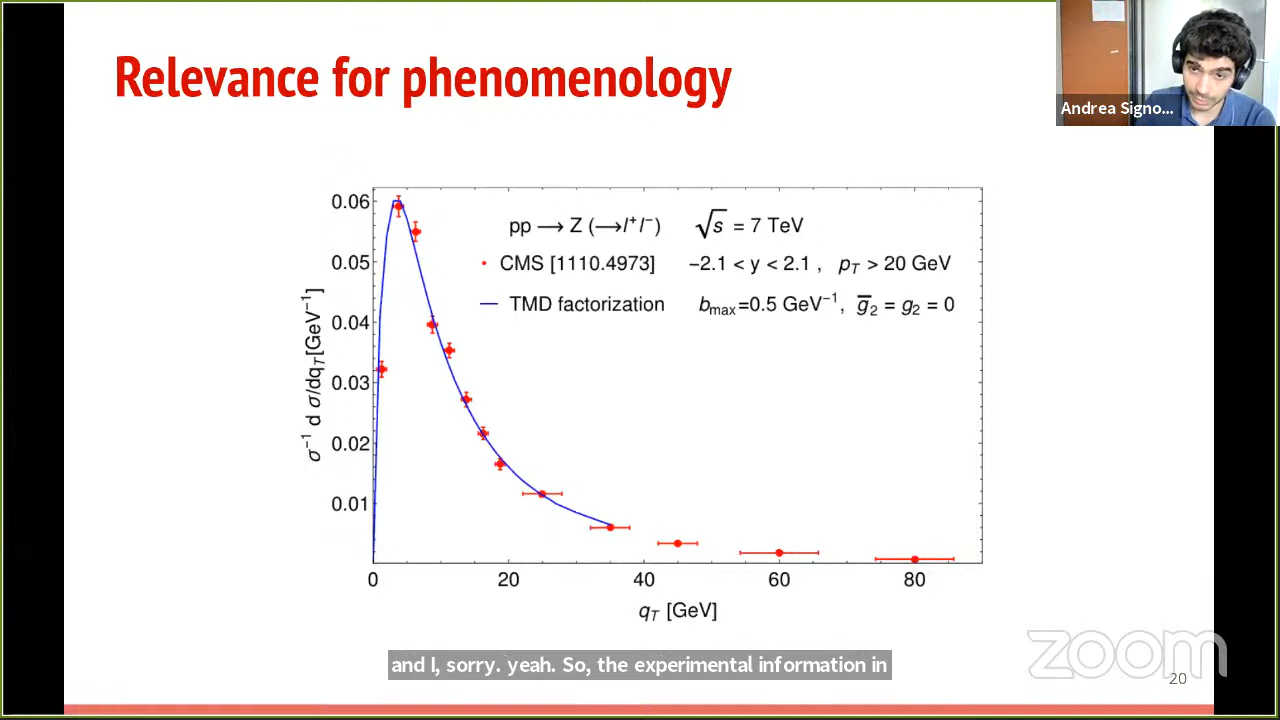 Relevance for phenomenology
Andrea Signo...
pp → Z (→l⁺ l⁻) √s = 7 TeV
CMS [1110.4973] −2.1 < y < 2.1 , p_T > 20 GeV
TMD factorization b_max=0.5 GeV⁻¹, g̅₂ = g₂ = 0
σ⁻¹ d σ/dq_T[GeV⁻¹]
0.06
0.05
0.04
0.03
0.02
0.01
0 20 40 60 80
q_T [GeV]
and I, sorry. yeah. So, the experimental information in
zoom
20